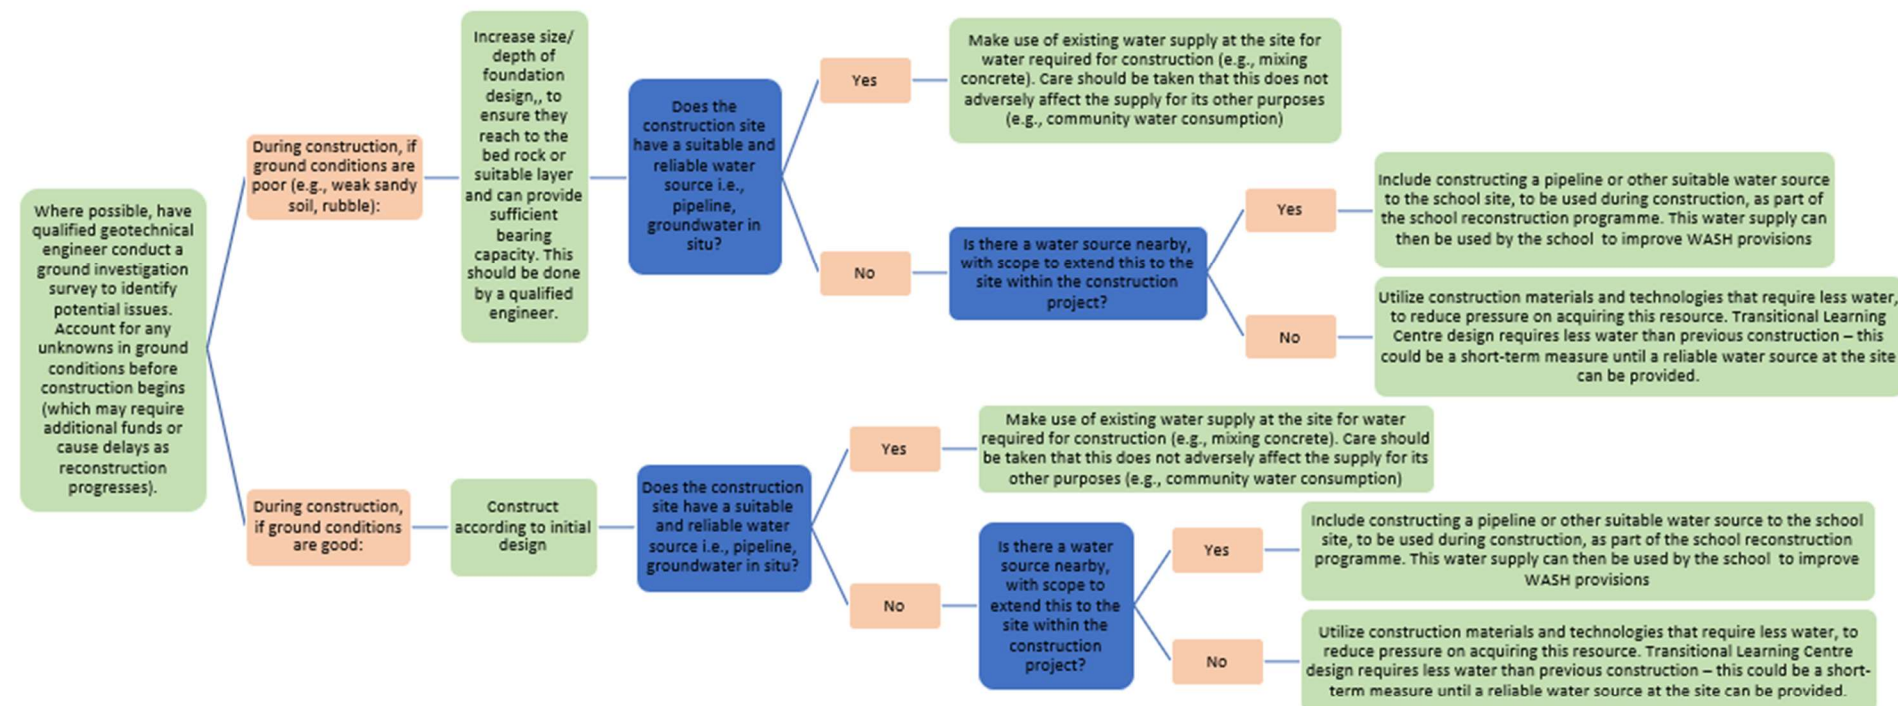 Where possible, have
qualified geotechnical
engineer conduct a
ground investigation
survey to identify
potential issues.
Account for any
unknowns in ground
conditions before
construction begins
(which may require
additional funds or
cause delays as
reconstruction
progresses).
During construction, if
ground conditions are
poor (e.g., weak sandy
soil, rubble):
Increase size/
depth of
foundation
design,, to
ensure they
reach to the
bed rock or
suitable layer
and can provide
sufficient
bearing
capacity. This
should be done
by a qualified
engineer.
Does the
construction site
have a suitable and
reliable water
source i.e.,
pipeline,
groundwater in
situ?
Yes
Make use of existing water supply at the site for
water required for construction (e.g., mixing
concrete). Care should be taken that this does not
adversely affect the supply for its other purposes
(e.g., community water consumption)
No
Is there a water source nearby,
with scope to extend this to the
site within the construction
project?
Yes
Include constructing a pipeline or other suitable water source
to the school site, to be used during construction, as part of
the school reconstruction programme. This water supply can
then be used by the school to improve WASH provisions
No
Utilize construction materials and technologies that require less water,
to reduce pressure on acquiring this resource. Transitional Learning
Centre design requires less water than previous construction – this
could be a short-term measure until a reliable water source at the site
can be provided.
During construction,
if ground conditions
are good:
Construct
according to initial
design
Does the construction
site have a suitable
and reliable water
source i.e., pipeline,
groundwater in situ?
Yes
Make use of existing water supply at the site for water
required for construction (e.g., mixing concrete). Care should
be taken that this does not adversely affect the supply for its
other purposes (e.g., community water consumption)
No
Is there a water
source nearby,
with scope to
extend this to the
site within the
construction
project?
Yes
Include constructing a pipeline or other suitable water source to the school
site, to be used during construction, as part of the school reconstruction
programme. This water supply can then be used by the school to improve
WASH provisions
No
Utilize construction materials and technologies that require less water, to
reduce pressure on acquiring this resource. Transitional Learning Centre
design requires less water than previous construction – this could be a short-
term measure until a reliable water source at the site can be provided.